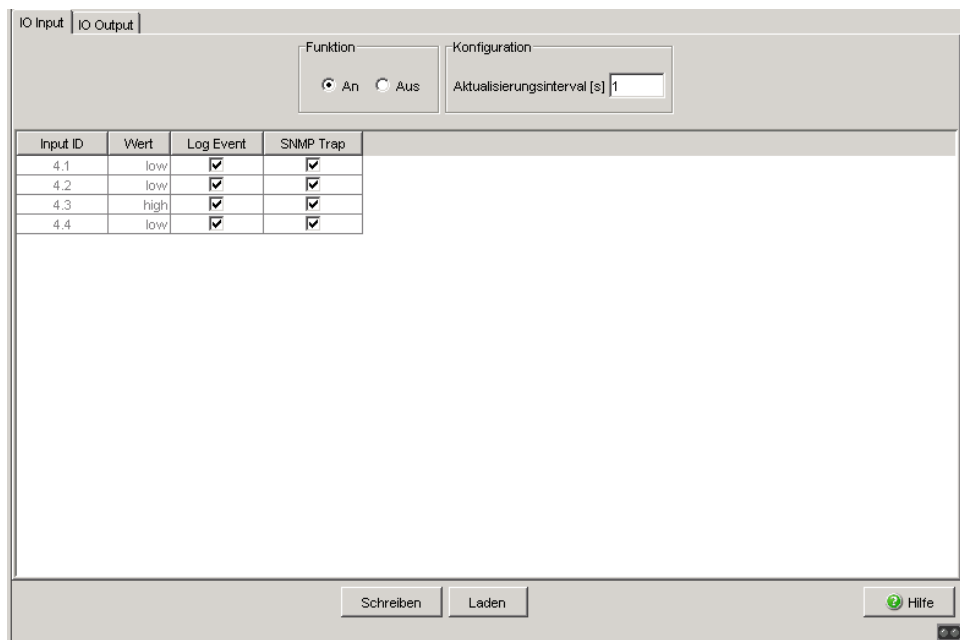 IO Input IO Output
Funktion
An Aus
Konfiguration
Aktualisierungsinterval [s] 1
Input ID Wert Log Event SNMP Trap
4.1 low
4.2 low
4.3 high
4.4 low
Schreiben Laden Hilfe